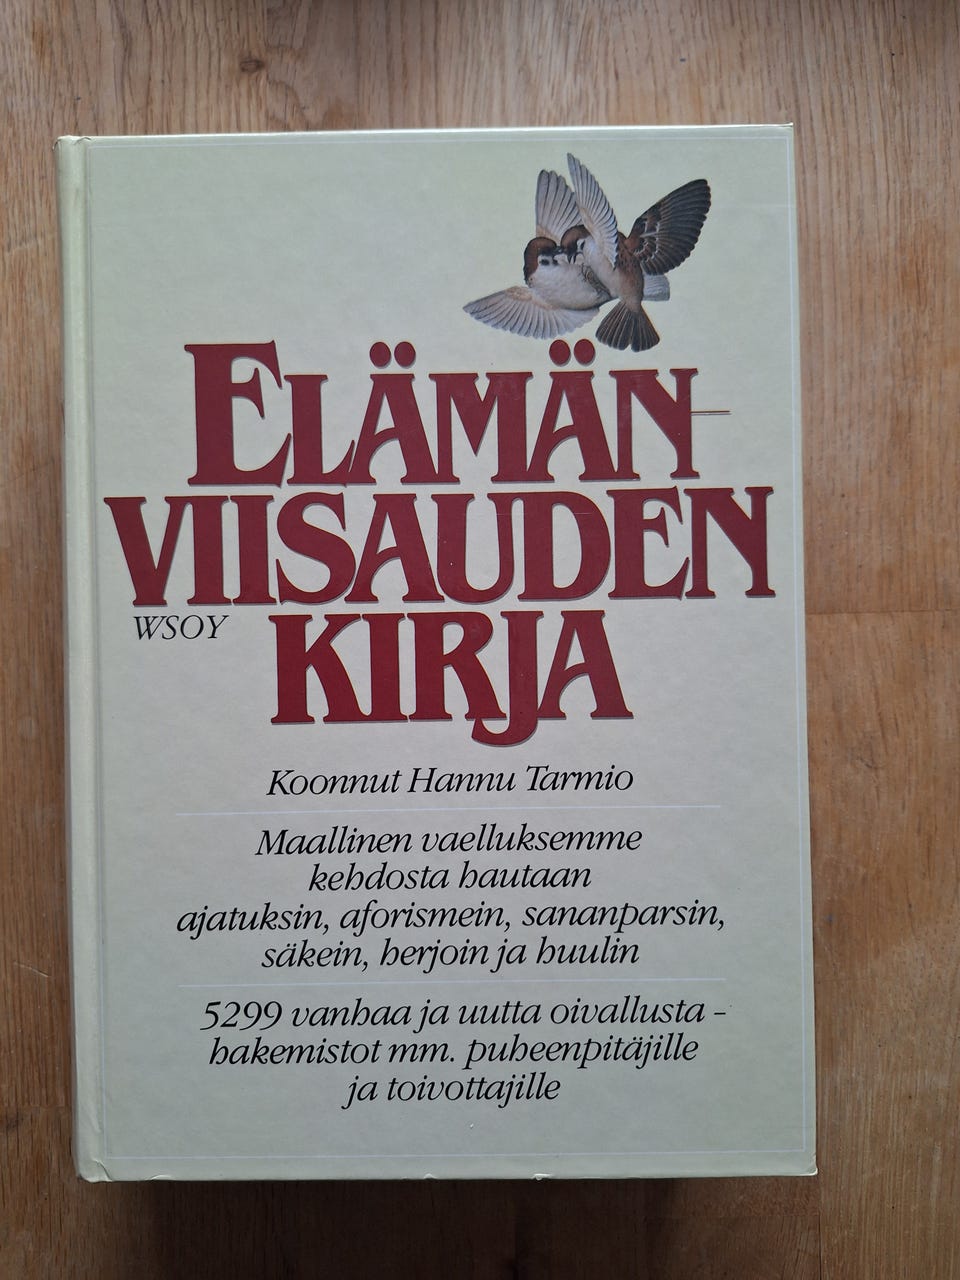 ELÄMÄN-
VIISAUDEN
WSOY
KIRJA
Koonnut Hannu Tarmio
Maallinen vaelluksemme
kehdosta hautaan
ajatuksin, aforismein, sananparsin,
säkein, herjoin ja huulin
5299 vanhaa ja uutta oivallusta –
hakemistot mm. puheenpitäjille
ja toivottajille